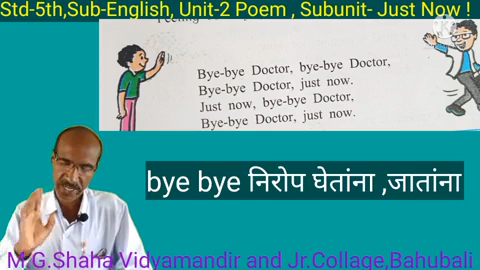 Std-5th,Sub-English, Unit-2 Poem , Subunit- Just Now !
Bye-bye Doctor, bye-bye Doctor,
Bye-bye Doctor, just now.
Just now, bye-bye Doctor,
Bye-bye Doctor, just now.
bye bye निरोप घेतांना ,जातांना
M.G.Shaha Vidyamandir and Jr.Collage,Bahubali